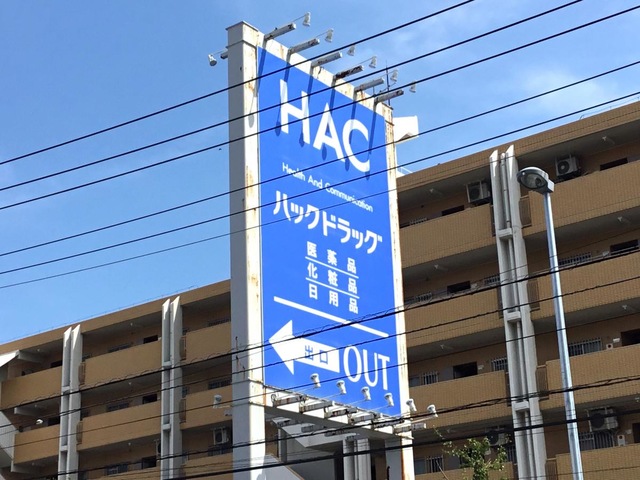 HAC
Health And Communication
ハックドラッグ
医薬品
化粧品
日用品
出口
OUT